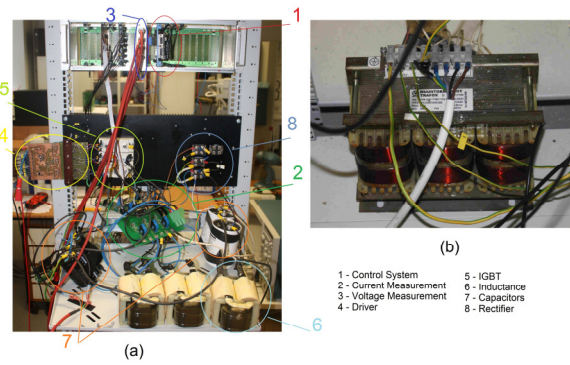 3
1
(a)
(b)
5
4
8
2
7
6
(a)
(b)
1 - Control System
2 - Current Measurement
3 - Voltage Measurement
4 - Driver
5 - IGBT
6 - Inductance
7 - Capacitors
8 - Rectifier